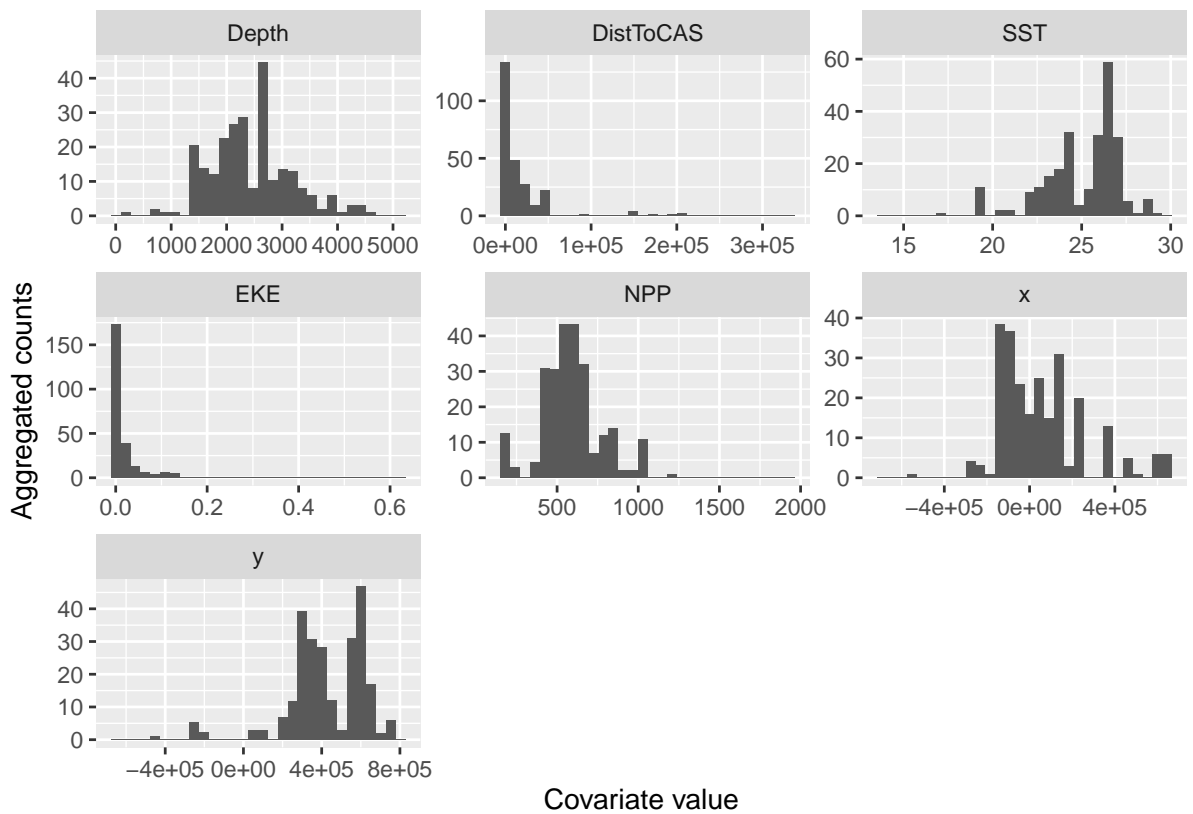 Depth DistToCAS SST
40 30 20 10 0
100 50 0
60 40 20 0
0 1000 2000 3000 4000 5000
0e+00 1e+05 2e+05 3e+05
15 20 25 30
EKE NPP x
150 100 50 0
40 30 20 10 0
40 30 20 10 0
0.0 0.2 0.4 0.6
500 1000 1500 2000
−4e+05 0e+00 4e+05
Aggregated counts
y
40 30 20 10 0
−4e+05 0e+00 4e+05 8e+05
Covariate value